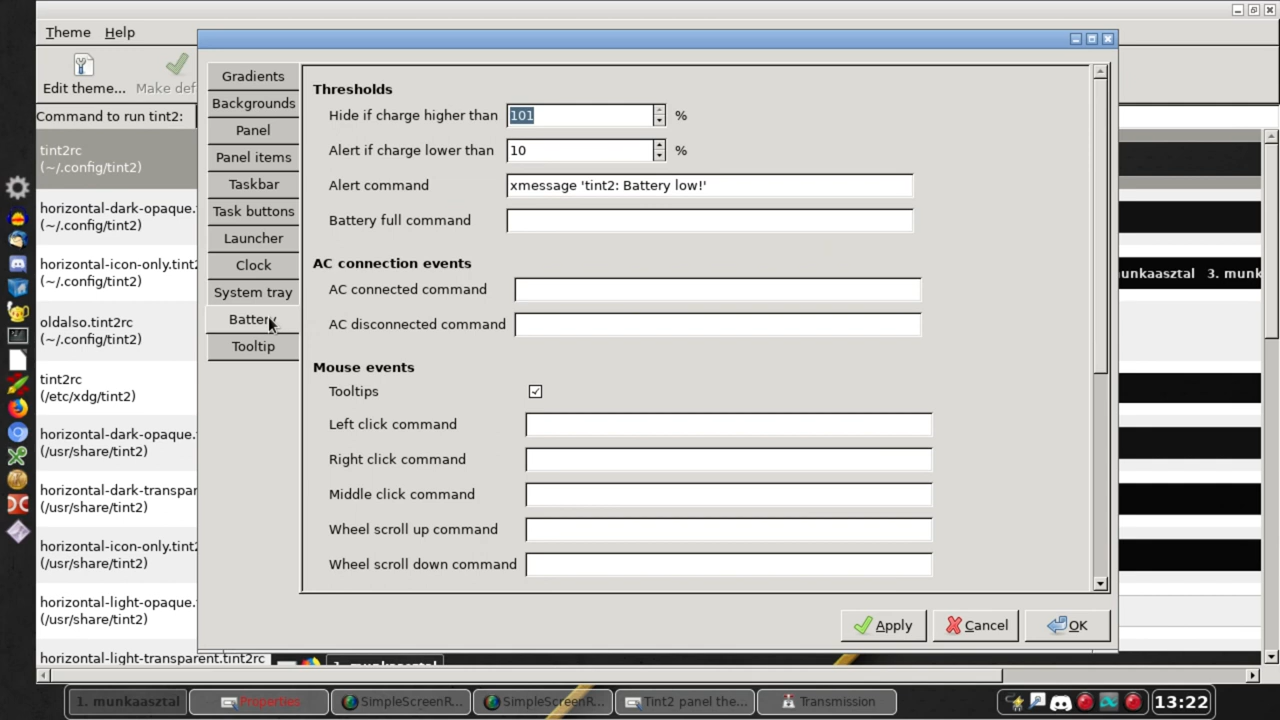 Theme Help
Edit theme... Make def
Command to run tint2:
tint2rc
(~/.config/tint2)
horizontal-dark-opaque.
(~/.config/tint2)
horizontal-icon-only.tint2
(~/.config/tint2)
oldalso.tint2rc
(~/.config/tint2)
tint2rc
(/etc/xdg/tint2)
horizontal-dark-opaque.
(/usr/share/tint2)
horizontal-dark-transpar
(/usr/share/tint2)
horizontal-icon-only.tint2
(/usr/share/tint2)
horizontal-light-opaque.
(/usr/share/tint2)
horizontal-light-transparent.tint2rc
Gradients
Backgrounds
Panel
Panel items
Taskbar
Task buttons
Launcher
Clock
System tray
Battery
Tooltip
Thresholds
Hide if charge higher than 101 %
Alert if charge lower than 10 %
Alert command xmessage 'tint2: Battery low!'
Battery full command
AC connection events
AC connected command
AC disconnected command
Mouse events
Tooltips
Left click command
Right click command
Middle click command
Wheel scroll up command
Wheel scroll down command
Apply Cancel OK
unkaasztal 3. munk
1. munkaasztal
1. munkaasztal Properties SimpleScreenR... SimpleScreenR... Tint2 panel the... Transmission 13:22